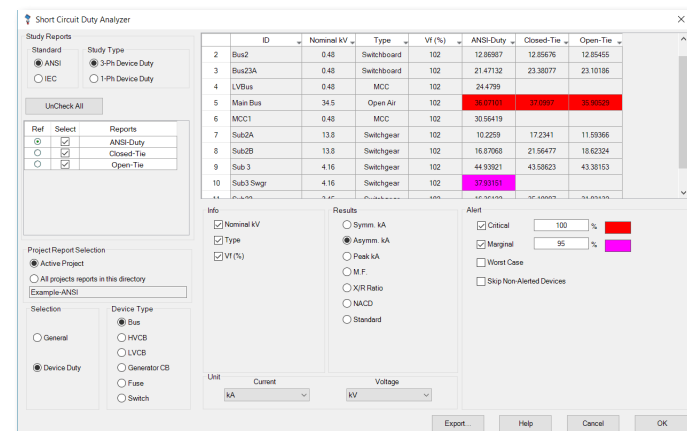 Short Circuit Duty Analyzer
Study Reports
Standard
ANSI
IEC
Study Type
3-Ph Device Duty
1-Ph Device Duty
UnCheck All
Ref Select Reports
ANSI-Duty
Closed-Tie
Open-Tie
Project Report Selection
Active Project
All projects reports in this directory
Example-ANSI
Selection
General
Device Duty
Device Type
Bus
HVCB
LVCB
Generator CB
Fuse
Switch
ID Nominal kV Type Vf (%) ANSI-Duty Closed-Tie Open-Tie
2 Bus2 0.48 Switchboard 102 12.86987 12.85676 12.85455
3 Bus23A 0.48 Switchboard 102 21.47132 23.38077 23.10186
4 LVBus 0.48 MCC 102 24.4799
5 Main Bus 34.5 Open Air 102
6 MCC1 0.48 MCC 102 30.56419
7 Sub2A 13.8 Switchgear 102 10.2259 17.2341 11.59366
8 Sub2B 13.8 Switchgear 102 16.87068 21.56477 18.62324
9 Sub 3 4.16 Switchgear 102 44.93921 43.58623 43.38153
10 Sub3 Swgr 4.16 Switchgear 102 37.93151
Info
Nominal kV
Type
Vf (%)
Results
Symm. kA
Asymm. kA
Peak kA
M.F.
X/R Ratio
NACD
Standard
Alert
Critical 100 %
Marginal 95 %
Worst Case
Skip Non-Alerted Devices
Unit
Current
kA
Voltage
kV
Export... Help Cancel OK